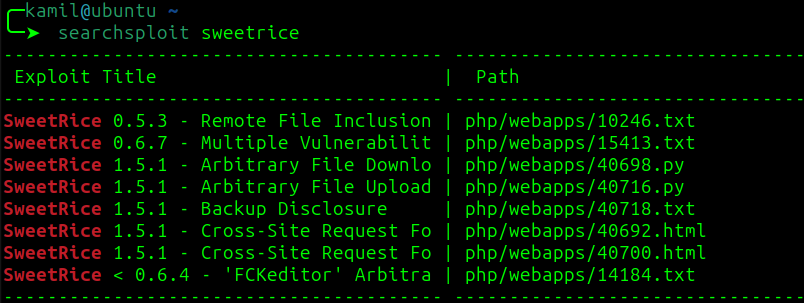 kamil@ubuntu ~
➤ searchsploit sweetrice
---------------------------------------- ---------------------------------
Exploit Title | Path
---------------------------------------- ---------------------------------
SweetRice 0.5.3 - Remote File Inclusion | php/webapps/10246.txt
SweetRice 0.6.7 - Multiple Vulnerabilit | php/webapps/15413.txt
SweetRice 1.5.1 - Arbitrary File Downlo | php/webapps/40698.py
SweetRice 1.5.1 - Arbitrary File Upload | php/webapps/40716.py
SweetRice 1.5.1 - Backup Disclosure | php/webapps/40718.txt
SweetRice 1.5.1 - Cross-Site Request Fo | php/webapps/40692.html
SweetRice 1.5.1 - Cross-Site Request Fo | php/webapps/40700.html
SweetRice < 0.6.4 - 'FCKeditor' Arbitra | php/webapps/14184.txt
---------------------------------------- ---------------------------------